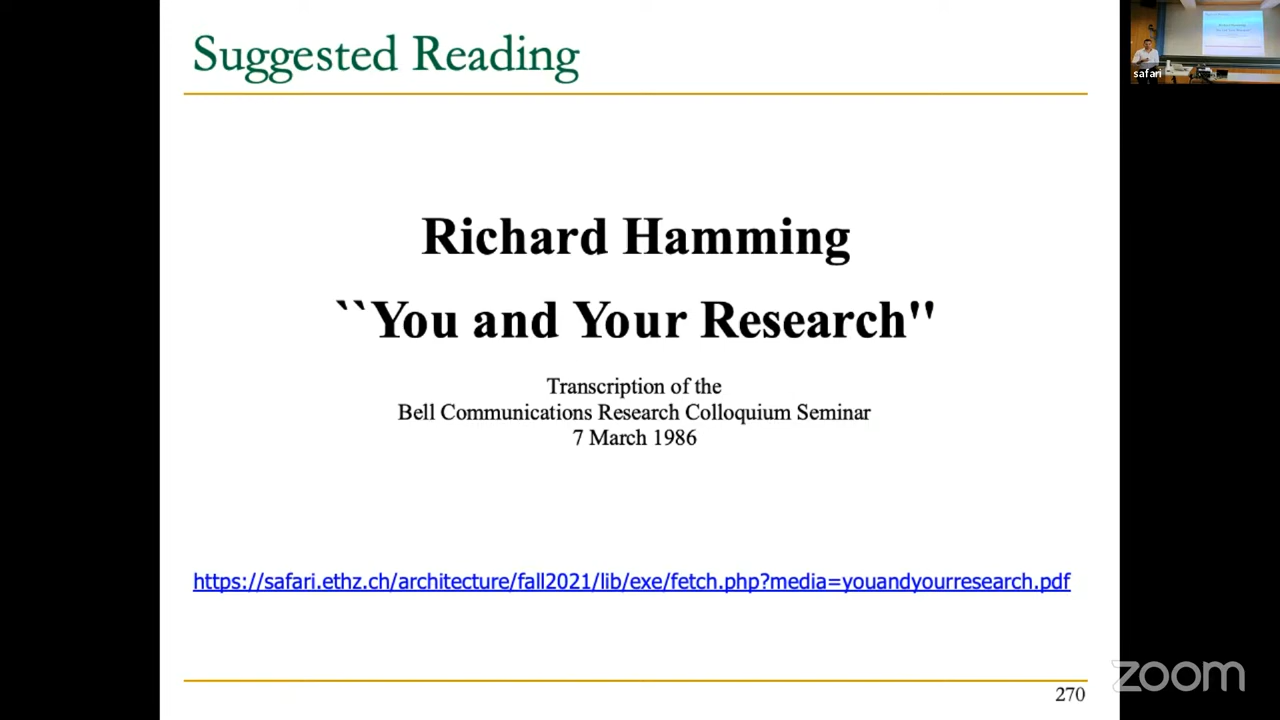 Suggested Reading
safari
Richard Hamming
``You and Your Research''
Transcription of the
Bell Communications Research Colloquium Seminar
7 March 1986
https://safari.ethz.ch/architecture/fall2021/lib/exe/fetch.php?media=youandyourresearch.pdf
270
zoom